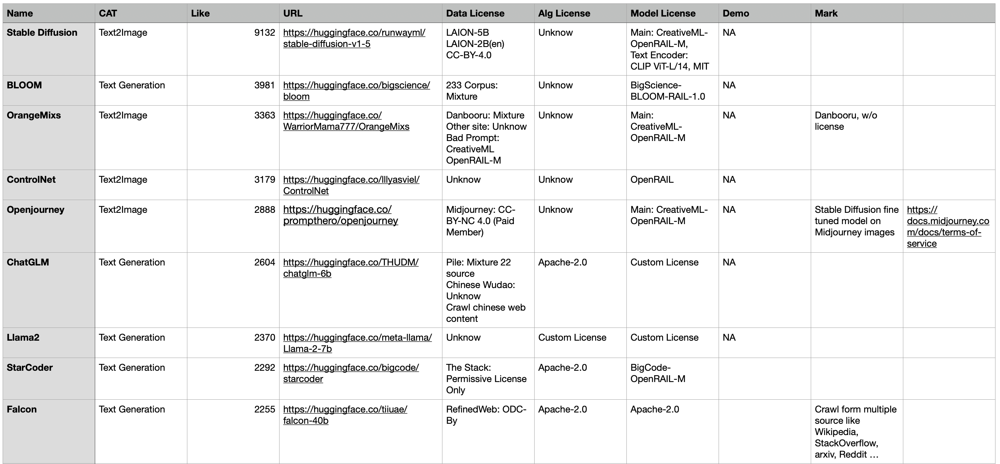 Name CAT Like URL Data License Alg License Model License Demo Mark
Stable Diffusion Text2Image 9132 https://huggingface.co/runwayml/ LAION-5B Unknow Main: CreativeML- NA
stable-diffusion-v1-5 LAION-2B(en) OpenRAIL-M,
CC-BY-4.0 Text Encoder:
CLIP ViT-L/14, MIT
BLOOM Text Generation 3981 https://huggingface.co/bigscience/ 233 Corpus: Unknow BigScience- NA
bloom Mixture BLOOM-RAIL-1.0
OrangeMixs Text2Image 3363 https://huggingface.co/ Danbooru: Mixture Unknow Main: NA Danbooru, w/o
WarriorMama777/OrangeMixs Other site: Unknow CreativeML- license
Bad Prompt: OpenRAIL-M
CreativeML
OpenRAIL-M
ControlNet Text2Image 3179 https://huggingface.co/lllyasviel/ Unknow Unknow OpenRAIL NA
ControlNet
Openjourney Text2Image 2888 https://huggingface.co/ Midjourney: CC- Unknow Main: CreativeML- NA Stable Diffusion fine https://
prompthero/openjourney BY-NC 4.0 (Paid OpenRAIL-M tuned model on docs.midjourney.co
Member) Midjourney images m/docs/terms-of-
service
ChatGLM Text Generation 2604 https://huggingface.co/THUDM/ Pile: Mixture 22 Apache-2.0 Custom License NA
chatglm-6b source
Chinese Wudao:
Unknow
Crawl chinese web
content
Llama2 Text Generation 2370 https://huggingface.co/meta-llama/ Unknow Custom License Custom License NA
Llama-2-7b
StarCoder Text Generation 2292 https://huggingface.co/bigcode/ The Stack: Apache-2.0 BigCode-
starcoder Permissive License OpenRAIL-M
Only
Falcon Text Generation 2255 https://huggingface.co/tiiuae/ RefinedWeb: ODC- Apache-2.0 Apache-2.0 Crawl form multiple
falcon-40b By source like
Wikipedia,
StackOverflow,
arxiv, Reddit …